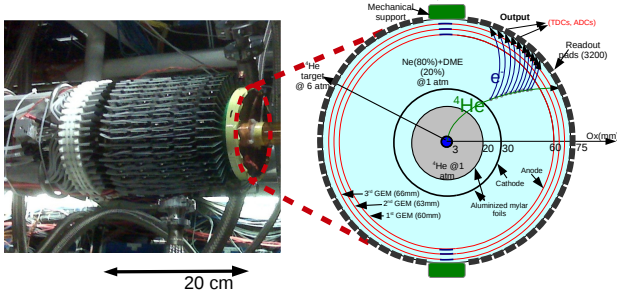 Mechanical
support
Output
(TDCs, ADCs)
Readout
pads (3200)
Ne(80%)+DME
(20%)
@1 atm
⁴He
target
@ 6 atm
e⁻
⁴He
Ox(mm)
3
20
30
60
75
⁴He @1
atm
Cathode
Anode
Aluminized mylar
foils
3ʳᵈ GEM (66mm)
2ⁿᵈ GEM (63mm)
1ˢᵗ GEM (60mm)
20 cm